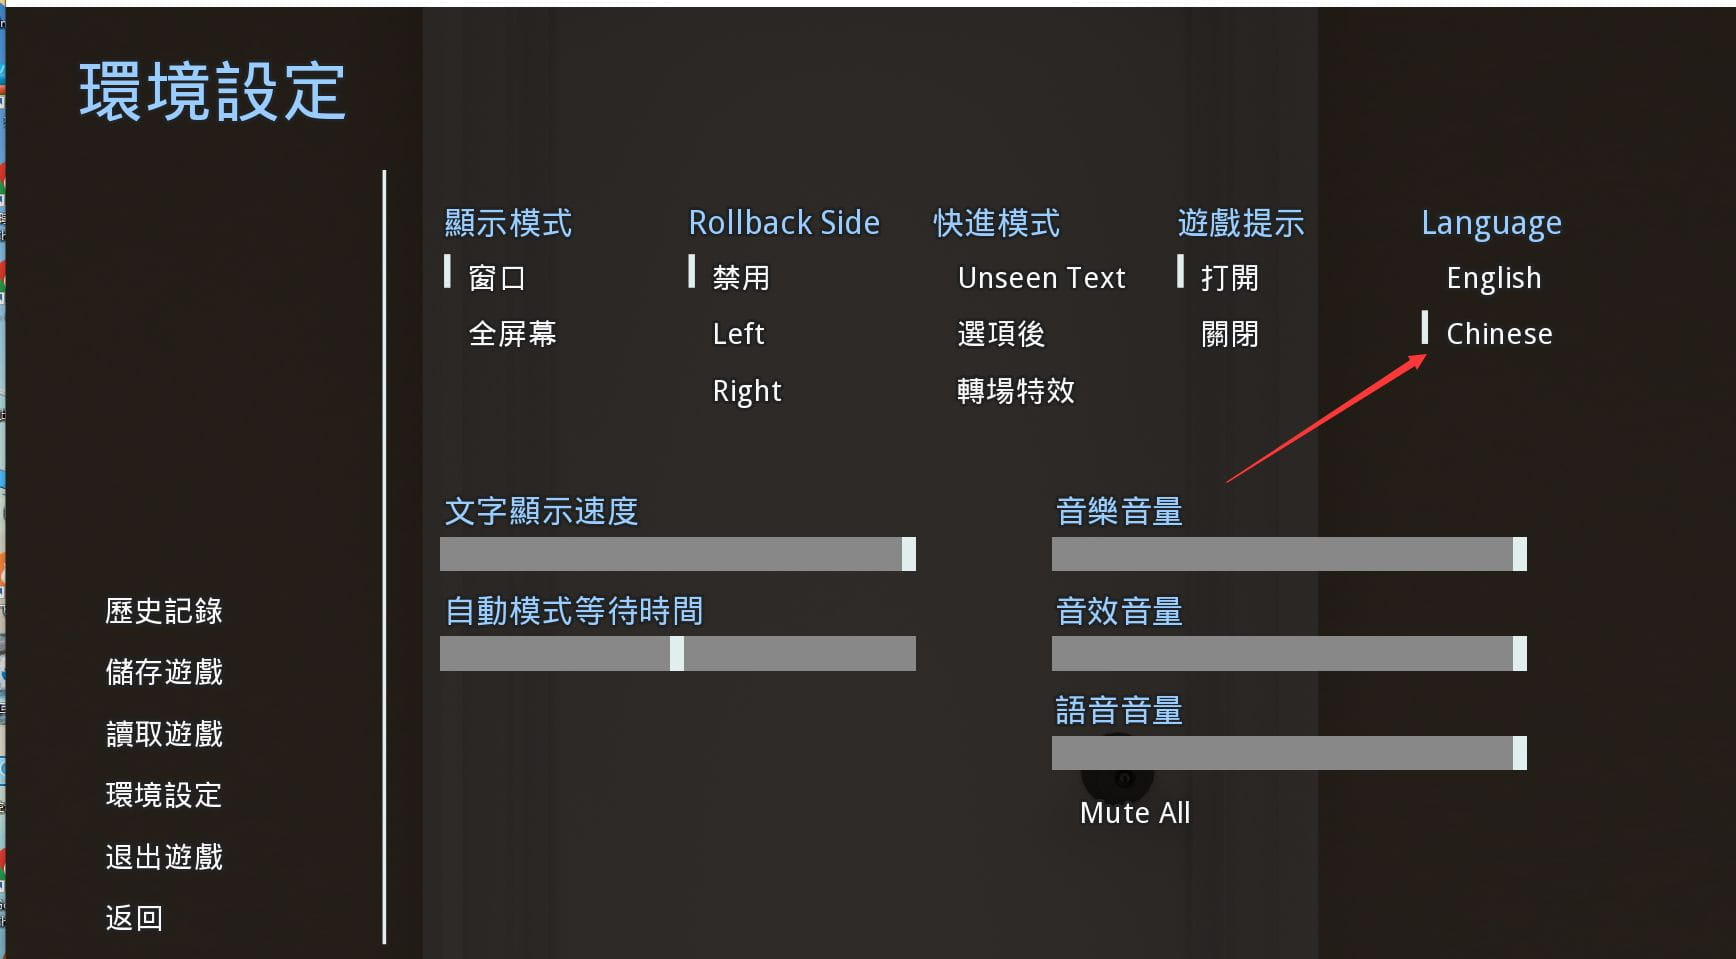 環境設定
顯示模式
窗口
全屏幕
Rollback Side
禁用
Left
Right
快進模式
Unseen Text
選項後
轉場特效
遊戲提示
打開
關閉
Language
English
Chinese
文字顯示速度
自動模式等待時間
音樂音量
音效音量
語音音量
Mute All
歷史記錄
儲存遊戲
讀取遊戲
環境設定
退出遊戲
返回